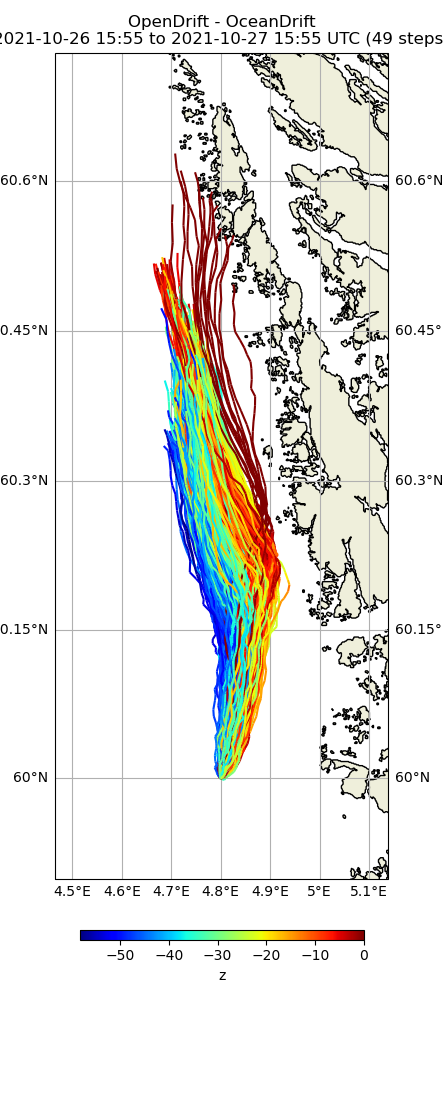 OpenDrift - OceanDrift
2021-10-26 15:55 to 2021-10-27 15:55 UTC (49 steps
60.6°N 60.6°N
0.45°N 60.45°
60.3°N 60.3°N
0.15°N 60.15°
60°N 60°N
4.5°E 4.6°E 4.7°E 4.8°E 4.9°E 5°E 5.1°E
−50 −40 −30 −20 −10 0
z